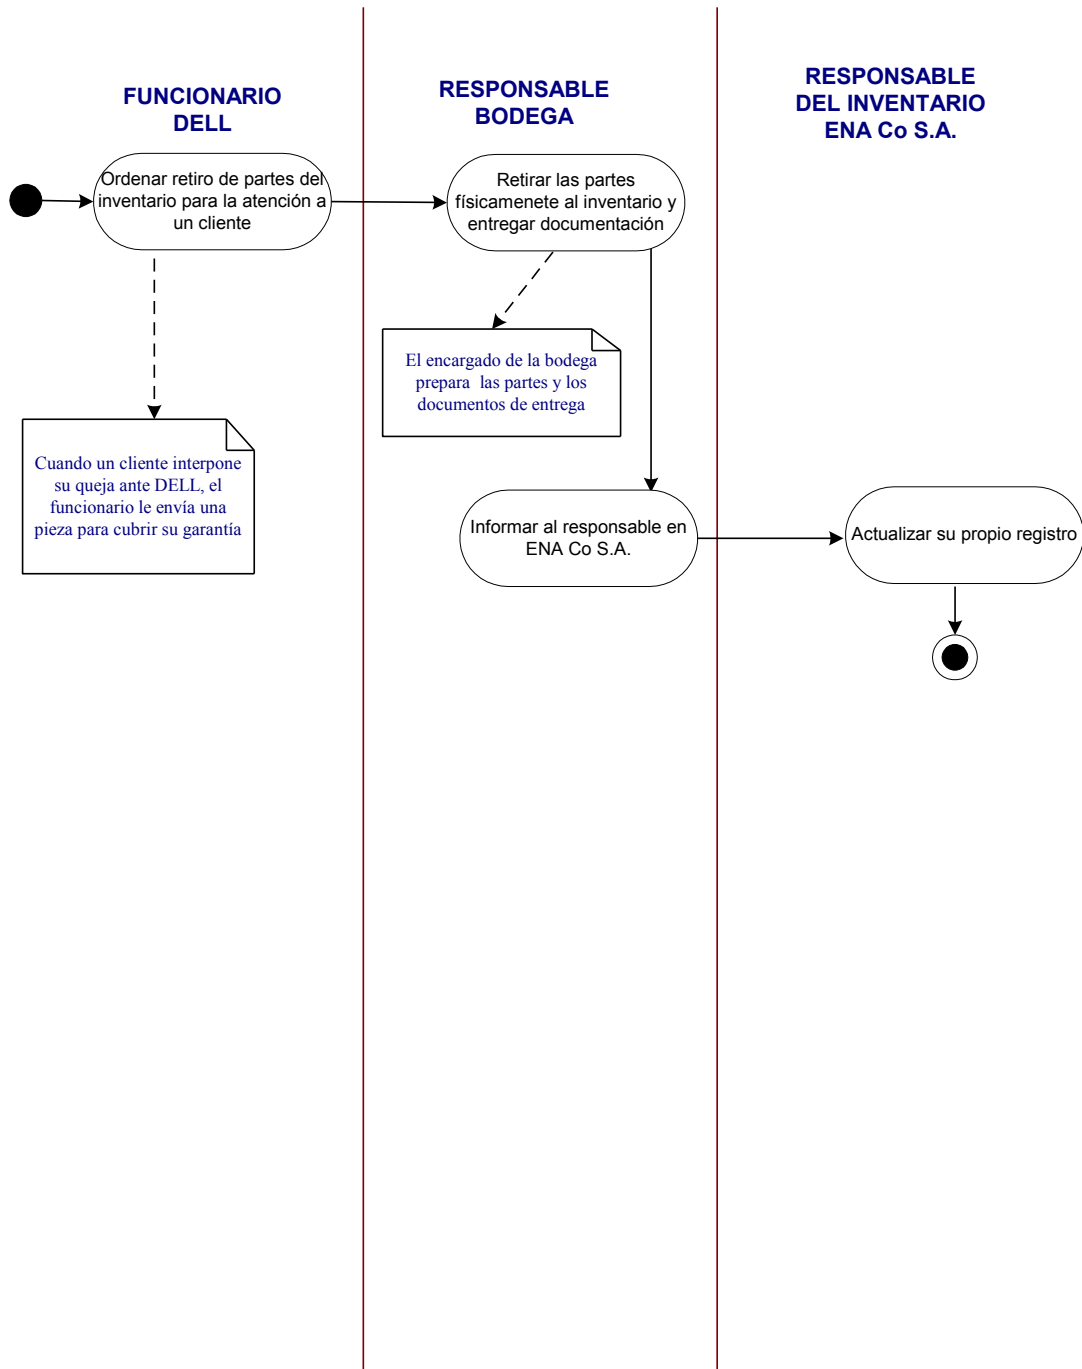 FUNCIONARIO
DELL
RESPONSABLE
BODEGA
RESPONSABLE
DEL INVENTARIO
ENA Co S.A.
Ordenar retiro de partes del
inventario para la atención a
un cliente
Retirar las partes
físicamenete al inventario y
entregar documentación
El encargado de la bodega
prepara las partes y los
documentos de entrega
Cuando un cliente interpone
su queja ante DELL, el
funcionario le envía una
pieza para cubrir su garantía
Informar al responsable en
ENA Co S.A.
Actualizar su propio registro